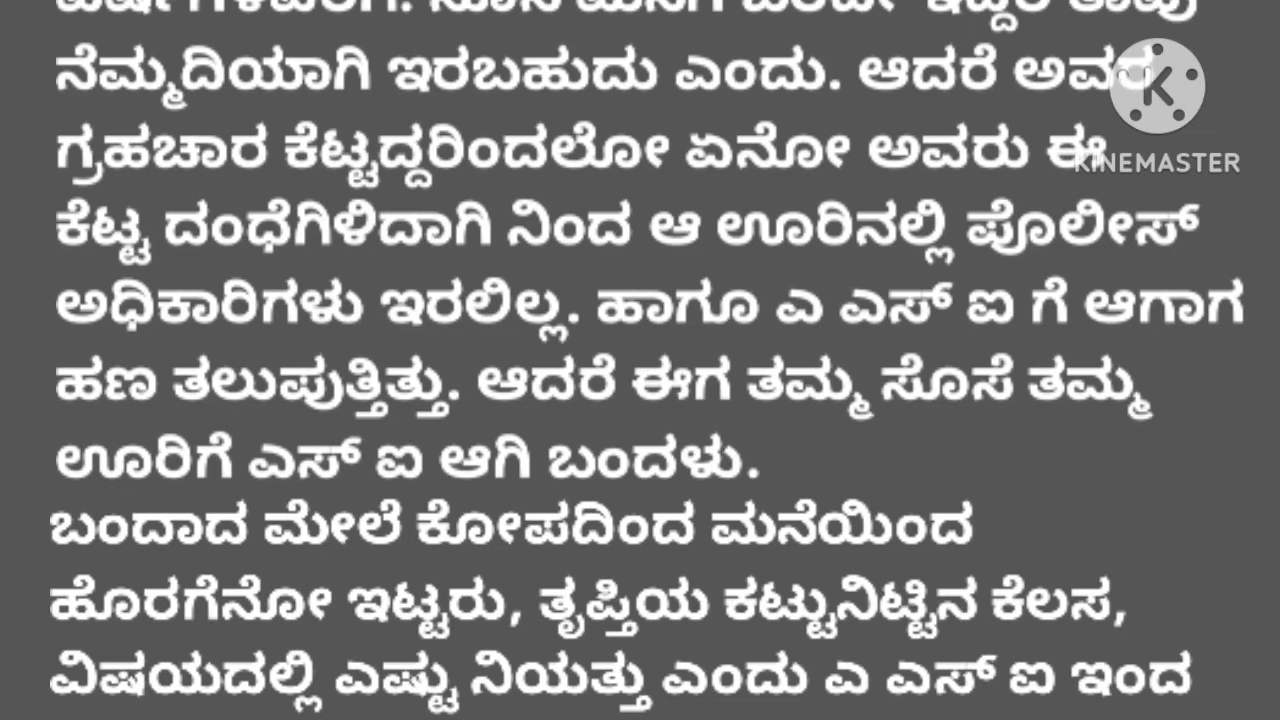 ನೆಮ್ಮದಿಯಾಗಿ ಇರಬಹುದು ಎಂದು. ಆದರೆ ಅವರ
ಗ್ರಹಚಾರ ಕೆಟ್ಟದ್ದರಿಂದಲೋ ಏನೋ ಅವರು ಈ
KINEMASTER
ಕೆಟ್ಟ ದಂಧೆಗಿಳಿದಾಗಿ ನಿಂದ ಆ ಊರಿನಲ್ಲಿ ಪೊಲೀಸ್
ಅಧಿಕಾರಿಗಳು ಇರಲಿಲ್ಲ. ಹಾಗೂ ಎ ಎಸ್ ಐ ಗೆ ಆಗಾಗ
ಹಣ ತಲುಪುತ್ತಿತ್ತು. ಆದರೆ ಈಗ ತಮ್ಮ ಸೊಸೆ ತಮ್ಮ
ಊರಿಗೆ ಎಸ್ ಐ ಆಗಿ ಬಂದಳು.
ಬಂದಾದ ಮೇಲೆ ಕೋಪದಿಂದ ಮನೆಯಿಂದ
ಹೊರಗೆನೋ ಇಟ್ಟರು, ತೃಪ್ತಿಯ ಕಟ್ಟುನಿಟ್ಟಿನ ಕೆಲಸ,
ವಿಷಯದಲ್ಲಿ ಎಷ್ಟು ನಿಯತ್ತು ಎಂದು ಎ ಎಸ್ ಐ ಇಂದ